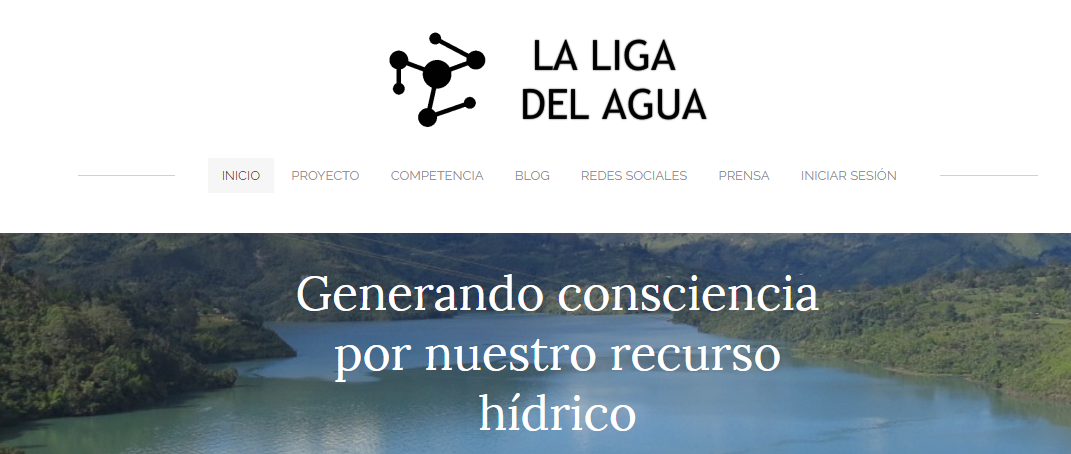 LA LIGA
DEL AGUA
INICIO PROYECTO COMPETENCIA BLOG REDES SOCIALES PRENSA INICIAR SESIÓN
Generando consciencia
por nuestro recurso
hídrico